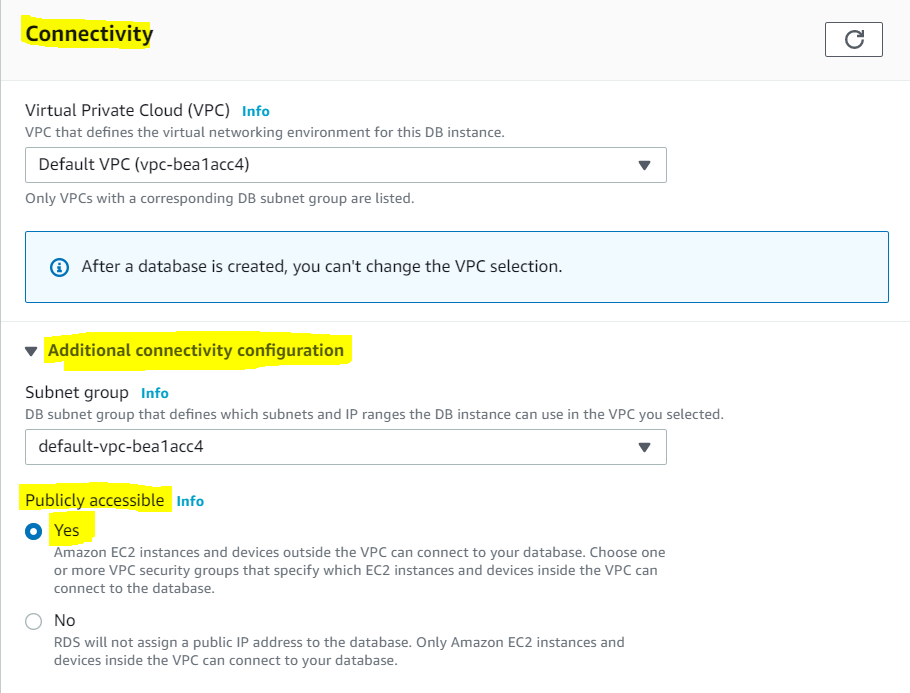 Connectivity
Virtual Private Cloud (VPC) Info
VPC that defines the virtual networking environment for this DB instance.
Default VPC (vpc-bea1acc4)
Only VPCs with a corresponding DB subnet group are listed.
After a database is created, you can't change the VPC selection.
Additional connectivity configuration
Subnet group Info
DB subnet group that defines which subnets and IP ranges the DB instance can use in the VPC you selected.
default-vpc-bea1acc4
Publicly accessible Info
Yes
Amazon EC2 instances and devices outside the VPC can connect to your database. Choose one
or more VPC security groups that specify which EC2 instances and devices inside the VPC can
connect to the database.
No
RDS will not assign a public IP address to the database. Only Amazon EC2 instances and
devices inside the VPC can connect to your database.